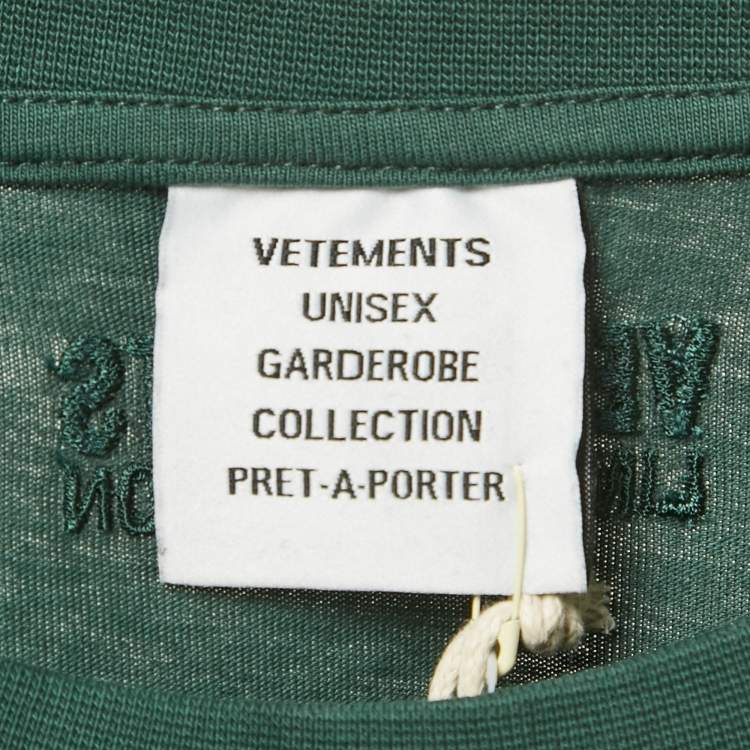 VETEMENTS
UNISEX
GARDEROBE
COLLECTION
PRET-A-PORTER